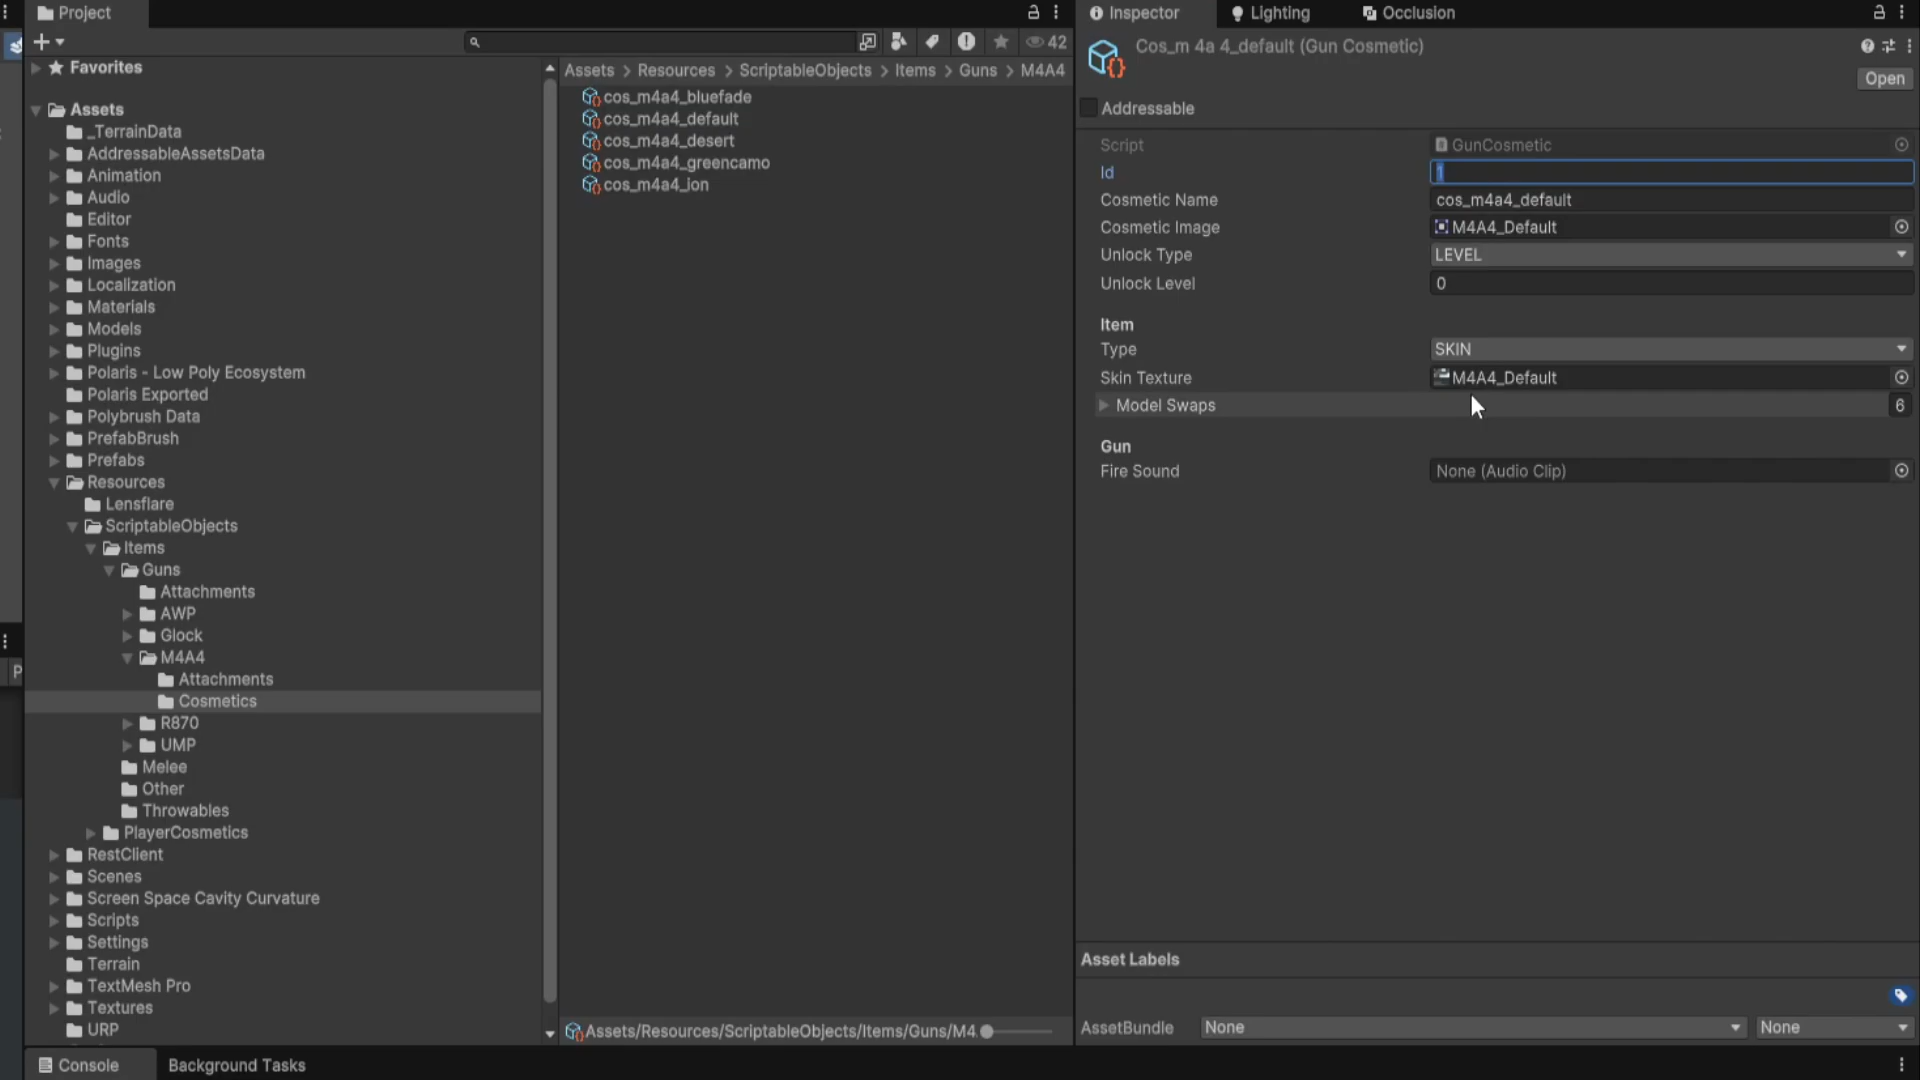 Project
42
Favorites
Assets
_TerrainData
AddressableAssetsData
Animation
Audio
Editor
Fonts
Images
Localization
Materials
Models
Plugins
Polaris - Low Poly Ecosystem
Polaris Exported
Polybrush Data
PrefabBrush
Prefabs
Resources
Lensflare
ScriptableObjects
Items
Guns
Attachments
AWP
Glock
M4A4
Attachments
Cosmetics
R870
UMP
Melee
Other
Throwables
PlayerCosmetics
RestClient
Scenes
Screen Space Cavity Curvature
Scripts
Settings
Terrain
TextMesh Pro
Textures
URP
Assets > Resources > ScriptableObjects > Items > Guns > M4A4
cos_m4a4_bluefade
cos_m4a4_default
cos_m4a4_desert
cos_m4a4_greencamo
cos_m4a4_ion
Assets/Resources/ScriptableObjects/Items/Guns/M4
Console Background Tasks
Inspector Lighting Occlusion
Cos_m 4a 4_default (Gun Cosmetic)
Open
Addressable
Script GunCosmetic
Id 1
Cosmetic Name cos_m4a4_default
Cosmetic Image M4A4_Default
Unlock Type LEVEL
Unlock Level 0
Item
Type SKIN
Skin Texture M4A4_Default
Model Swaps 6
Gun
Fire Sound None (Audio Clip)
Asset Labels
AssetBundle None None